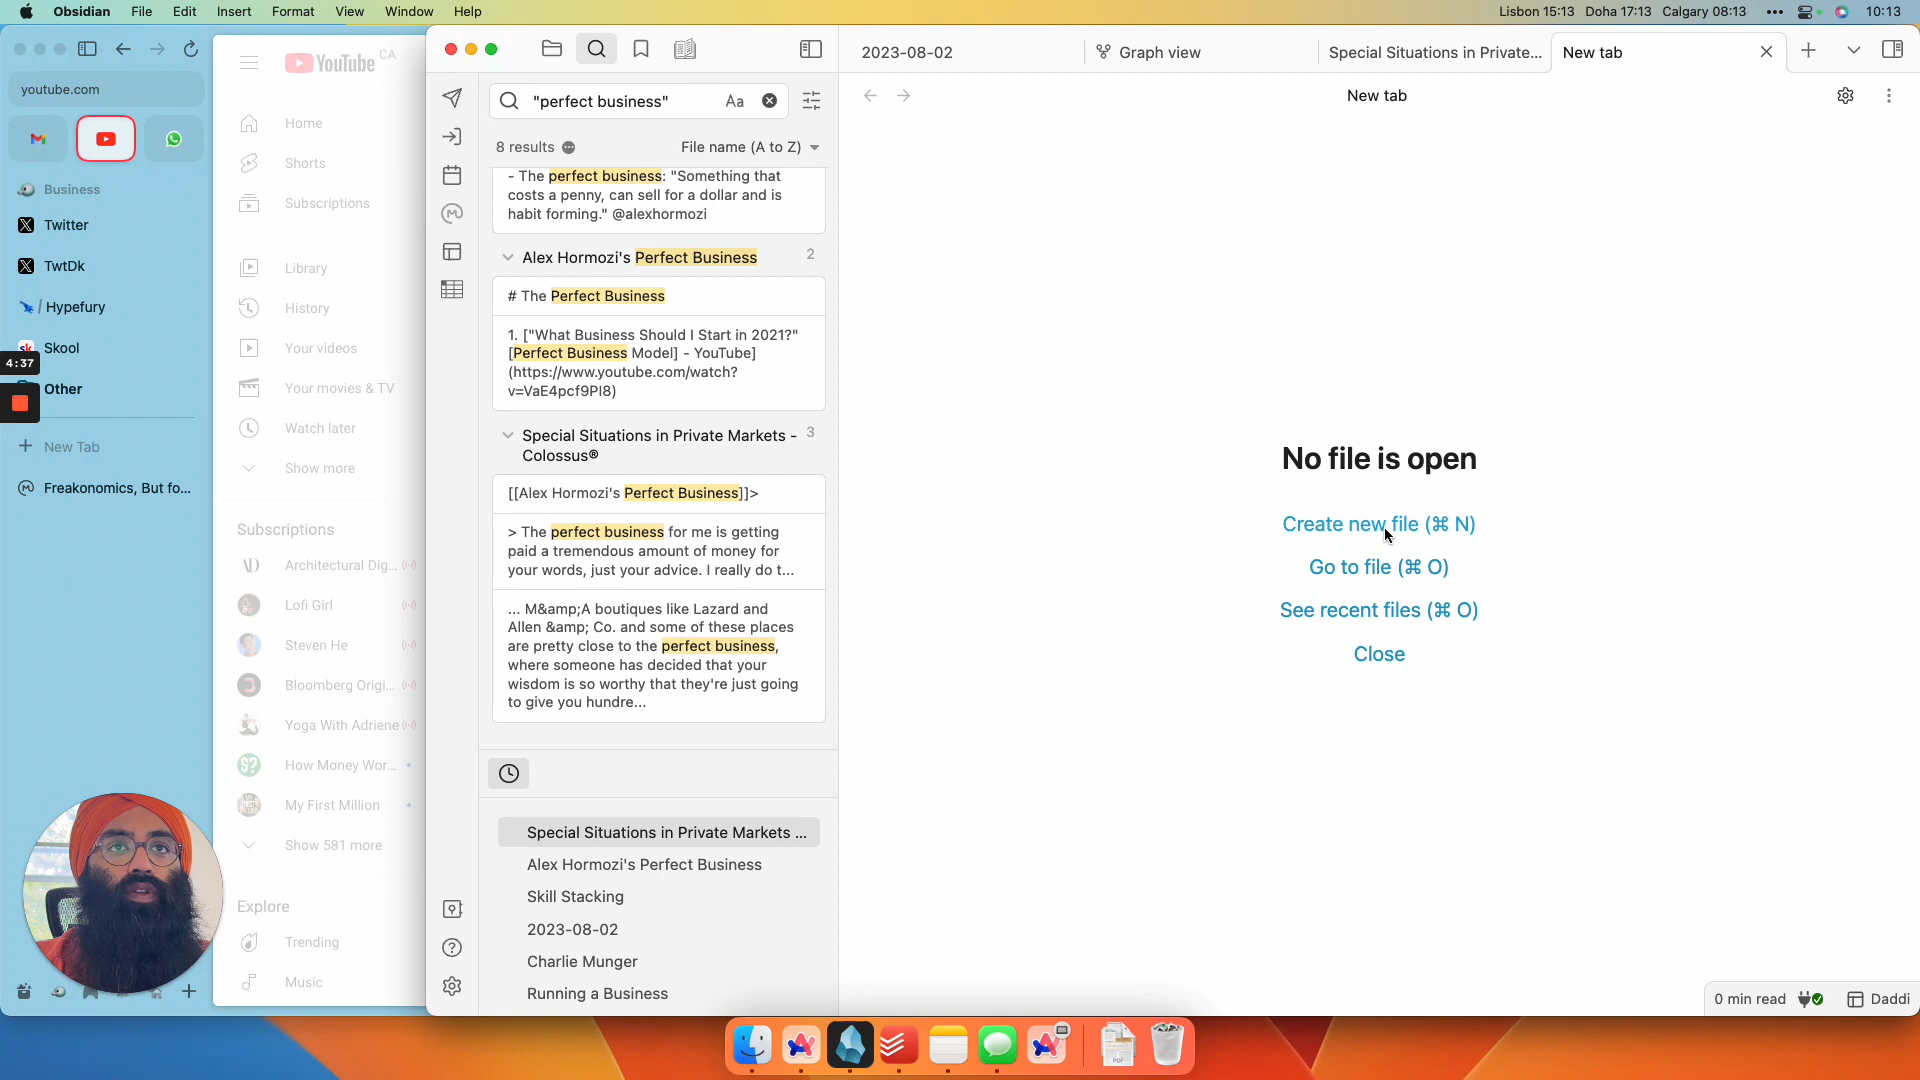 Obsidian File Edit Insert Format View Window Help
Lisbon 15:13 Doha 17:13 Calgary 08:13 10:13
youtube.com
Business
Twitter
TwtDk
/ Hypefury
sk Skool
4:37
Other
New Tab
Freakonomics, But fo...
YouTube CA
Home
Shorts
Subscriptions
Library
History
Your videos
Your movies & TV
Watch later
Show more
Subscriptions
Architectural Dig...
Lofi Girl
Steven He
Bloomberg Origi...
Yoga With Adriene
How Money Wor...
My First Million
Show 581 more
Explore
Trending
Music
"perfect business" Aa
8 results File name (A to Z)
- The perfect business: "Something that
costs a penny, can sell for a dollar and is
habit forming." @alexhormozi
Alex Hormozi's Perfect Business 2
# The Perfect Business
1. ["What Business Should I Start in 2021?"
[Perfect Business Model] - YouTube]
(https://www.youtube.com/watch?
v=VaE4pcf9PI8)
Special Situations in Private Markets - 3
Colossus®
[[Alex Hormozi's Perfect Business]]>
> The perfect business for me is getting
paid a tremendous amount of money for
your words, just your advice. I really do t...
... M&amp;A boutiques like Lazard and
Allen &amp; Co. and some of these places
are pretty close to the perfect business,
where someone has decided that your
wisdom is so worthy that they're just going
to give you hundre...
Special Situations in Private Markets ...
Alex Hormozi's Perfect Business
Skill Stacking
2023-08-02
Charlie Munger
Running a Business
2023-08-02 Graph view Special Situations in Private... New tab
New tab
No file is open
Create new file (⌘ N)
Go to file (⌘ O)
See recent files (⌘ O)
Close
0 min read Daddi
PDF